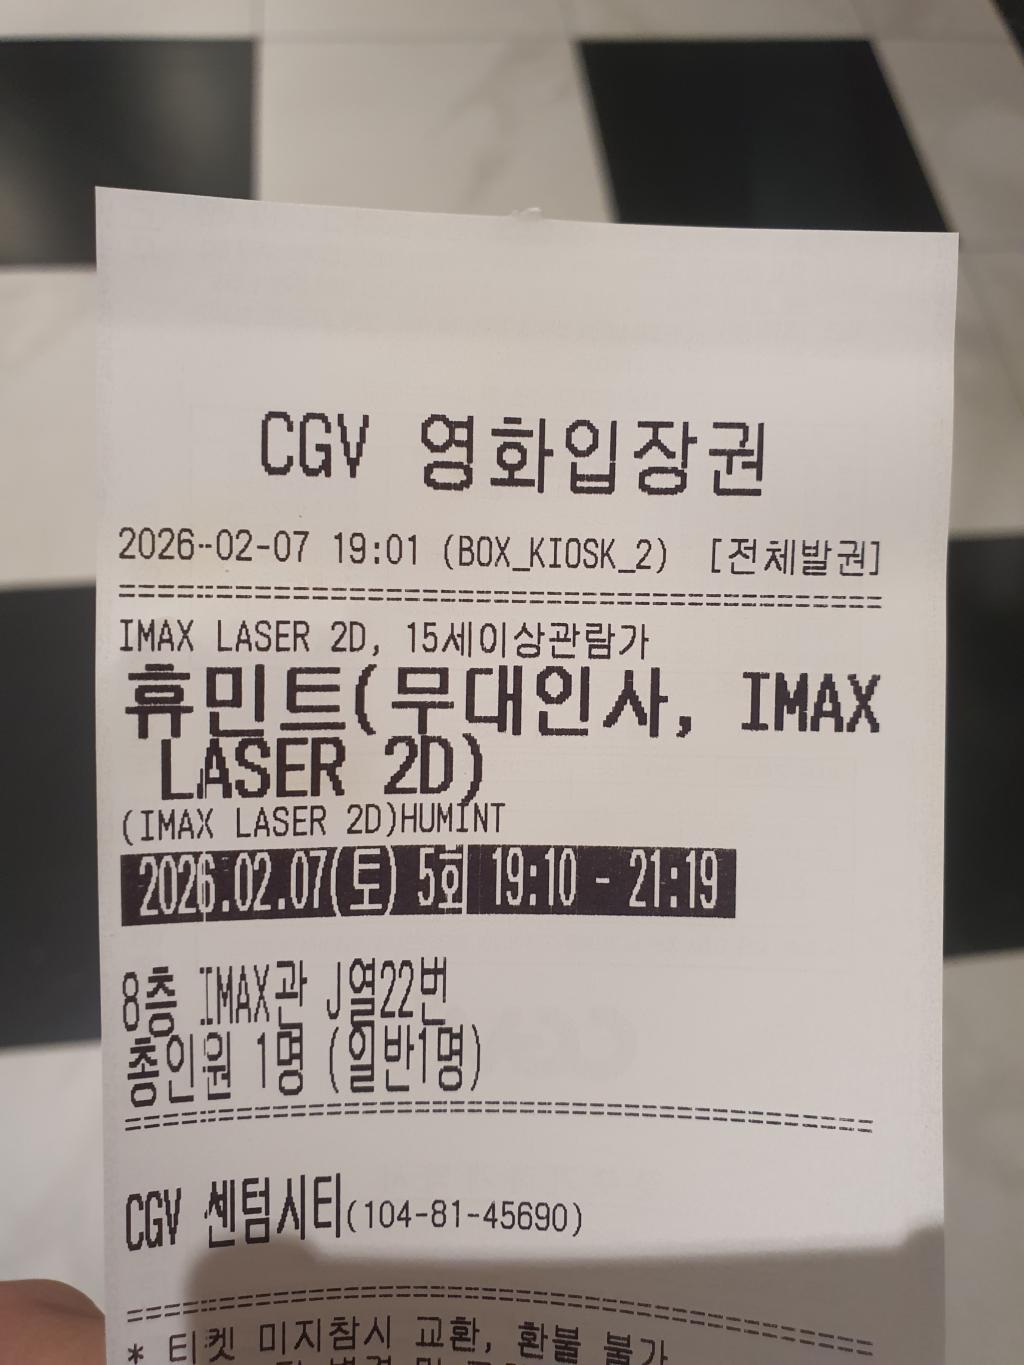 CGV 영화입장권
2026-02-07 19:01 (BOX_KIOSK_2) [전체발권]
================================================
IMAX LASER 2D, 15세이상관람가
휴민트(무대인사, IMAX
LASER 2D)
(IMAX LASER 2D)HUMINT
2026.02.07(토) 5회 19:10 - 21:19
8층 IMAX관 J열22번
총인원 1명 (일반1명)
================================================
CGV 센텀시티(104-81-45690)
================================================
* 티켓 미지참시 교환, 환불 불가